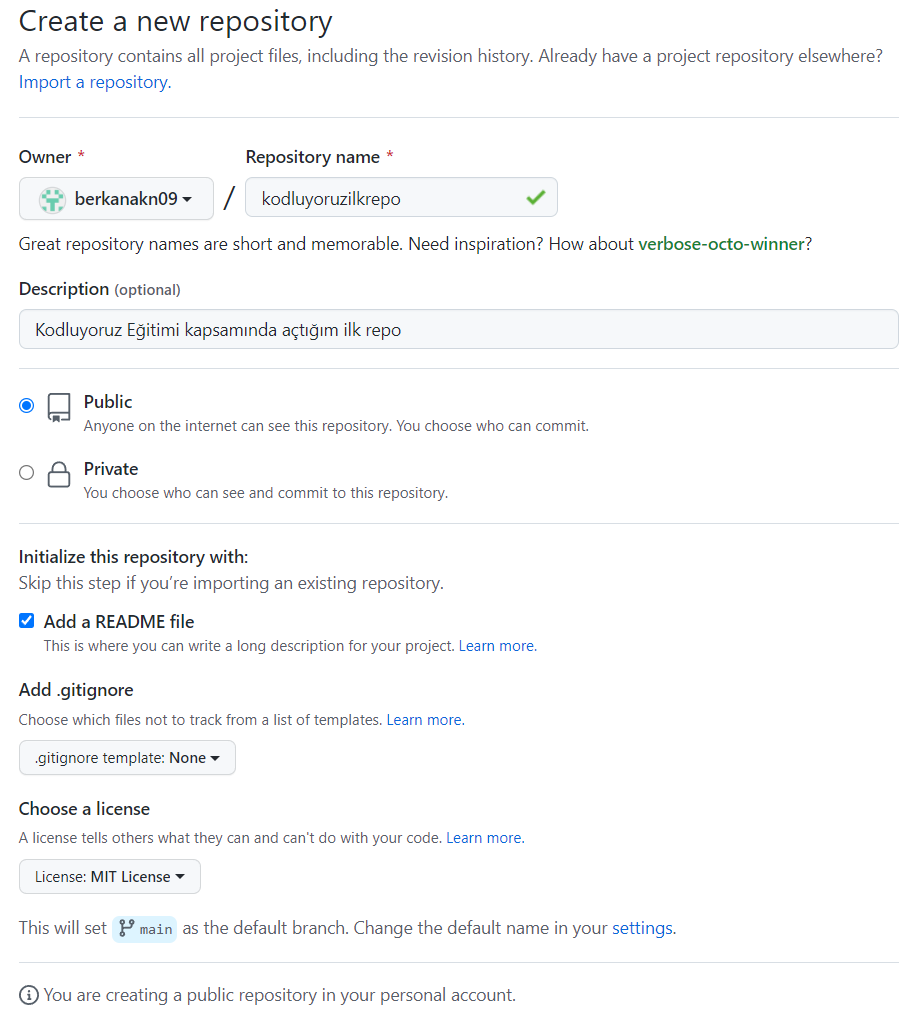 Create a new repository
A repository contains all project files, including the revision history. Already have a project repository elsewhere?
Import a repository.
Owner * Repository name *
berkanakn09 / kodluyoruzilkrepo
Great repository names are short and memorable. Need inspiration? How about verbose-octo-winner?
Description (optional)
Kodluyoruz Eğitimi kapsamında açtığım ilk repo
Public
Anyone on the internet can see this repository. You choose who can commit.
Private
You choose who can see and commit to this repository.
Initialize this repository with:
Skip this step if you’re importing an existing repository.
Add a README file
This is where you can write a long description for your project. Learn more.
Add .gitignore
Choose which files not to track from a list of templates. Learn more.
.gitignore template: None
Choose a license
A license tells others what they can and can't do with your code. Learn more.
License: MIT License
This will set main as the default branch. Change the default name in your settings.
You are creating a public repository in your personal account.